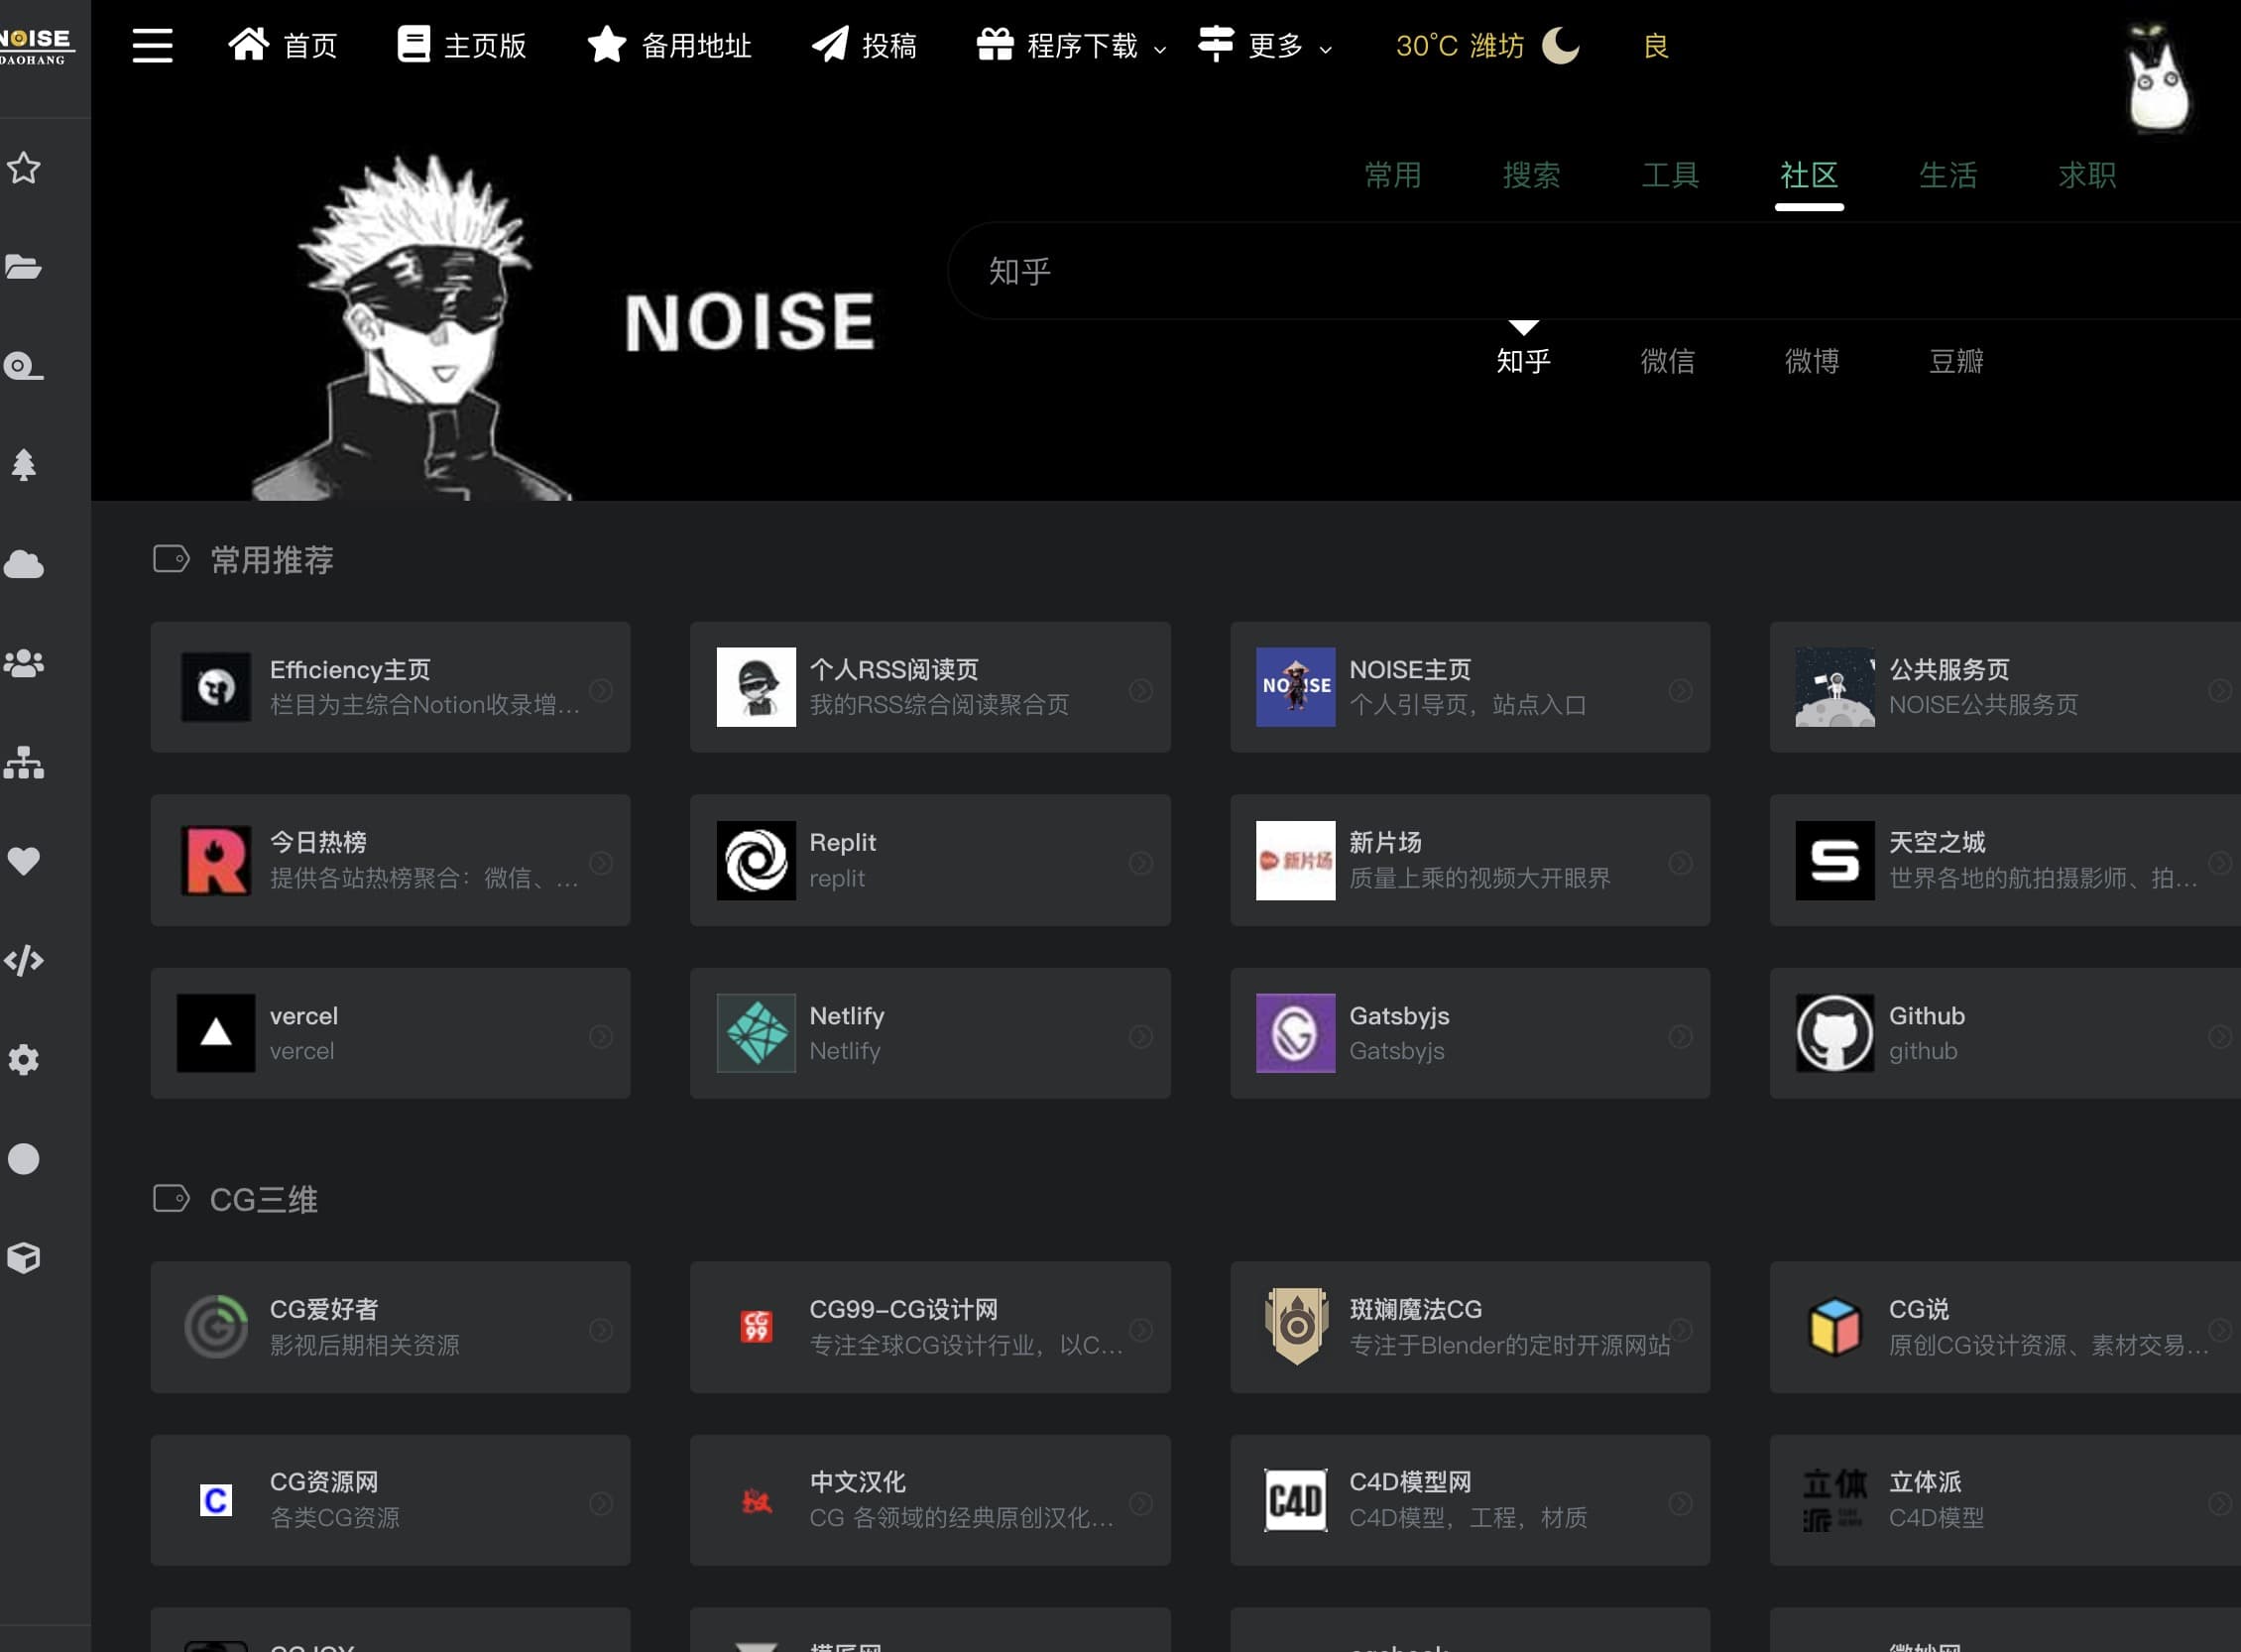 NOISE
DAOHANG
首页
主页版
备用地址
投稿
程序下载
更多
30°C 潍坊
良
常用
搜索
工具
社区
生活
求职
知乎
NOISE
知乎
微信
微博
豆瓣
常用推荐
Efficiency主页
栏目为主综合Notion收录增...
个人RSS阅读页
我的RSS综合阅读聚合页
NOISE
NOISE主页
个人引导页，站点入口
公共服务页
NOISE公共服务页
今日热榜
提供各站热榜聚合：微信、...
Replit
replit
新片场
新片场
质量上乘的视频大开眼界
天空之城
世界各地的航拍摄影师、拍...
vercel
vercel
Netlify
Netlify
Gatsbyjs
Gatsbyjs
Github
github
CG三维
CG爱好者
影视后期相关资源
CG
99
CG99-CG设计网
专注全球CG设计行业，以C...
斑斓魔法CG
专注于Blender的定时开源网站
CG说
原创CG设计资源、素材交易...
C
CG资源网
各类CG资源
中文汉化
CG 各领域的经典原创汉化...
C4D
C4D模型网
C4D模型，工程，材质
立体
派
立体派
C4D模型